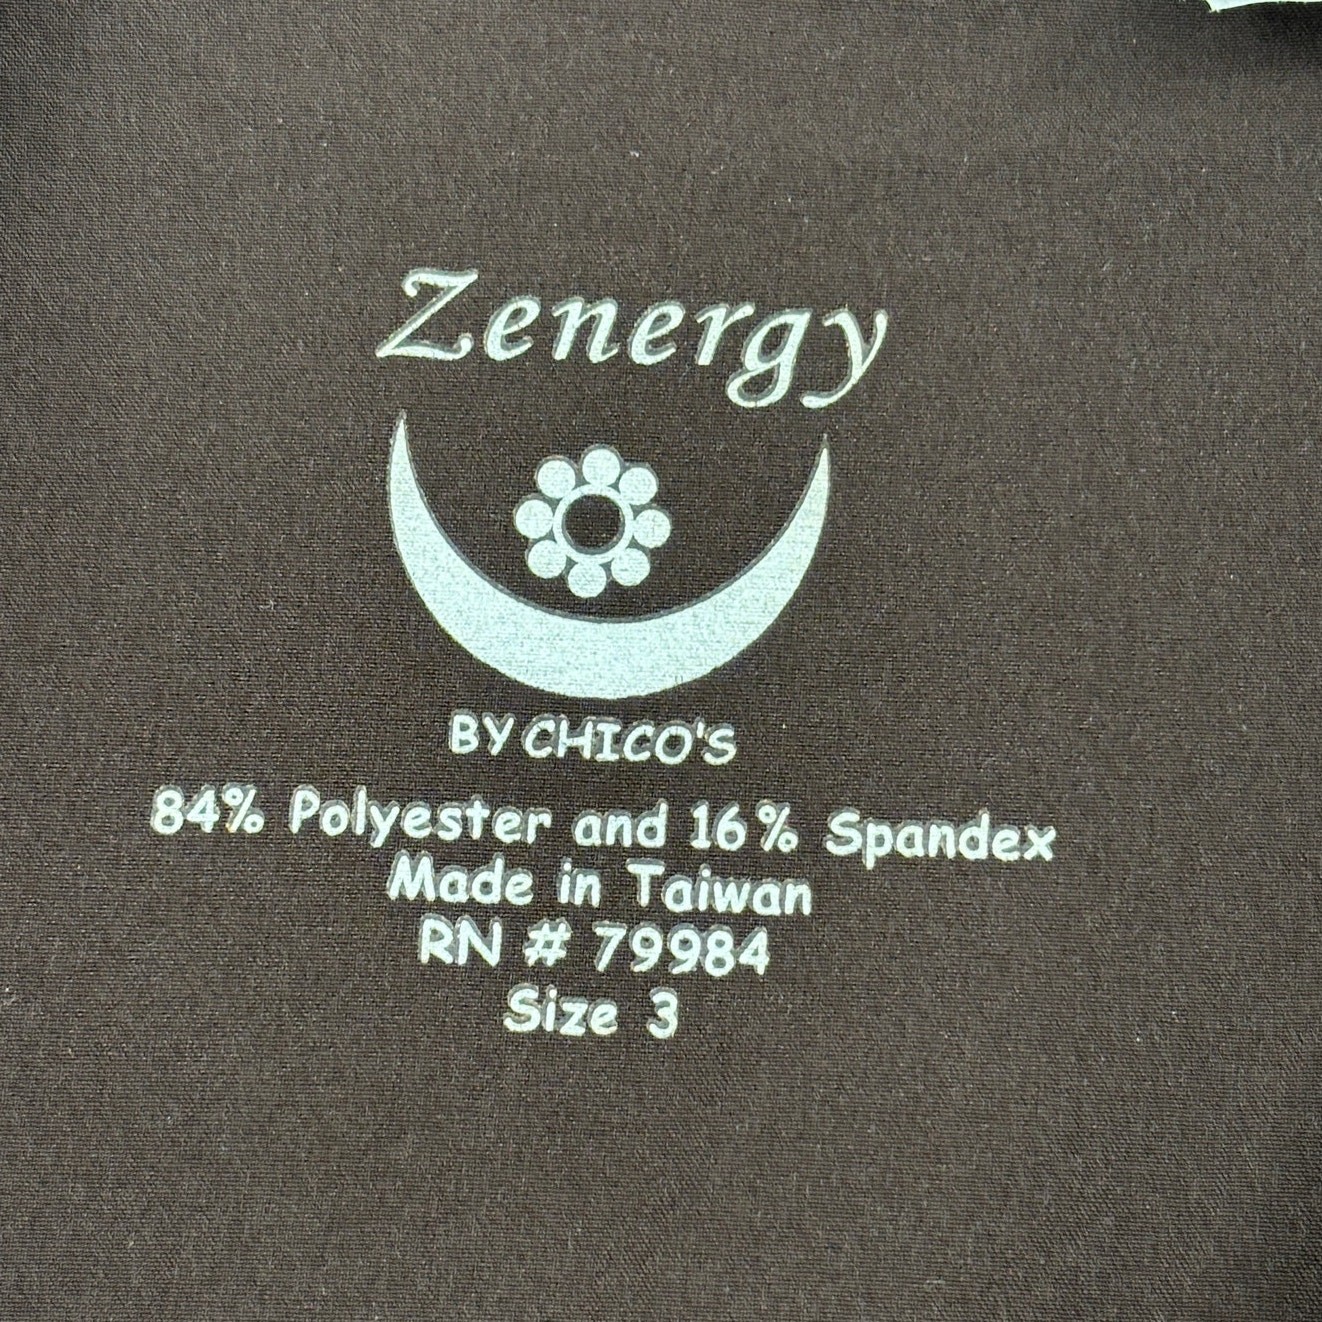 Zenergy
BY CHICO'S
84% Polyester and 16% Spandex
Made in Taiwan
RN # 79984
Size 3